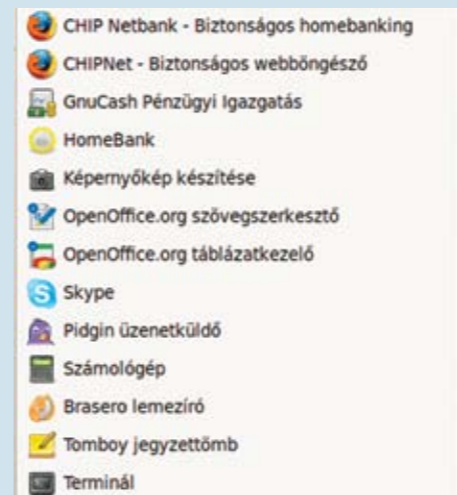 CHIP Netbank - Biztonságos homebanking
CHIPNet - Biztonságos webböngésző
GnuCash Pénzügyi Igazgatás
HomeBank
Képernyőkép készítése
OpenOffice.org szövegszerkesztő
OpenOffice.org táblázatkezelő
Skype
Pidgin üzenetküldő
Számológép
Brasero lemezíró
Tomboy jegyzettömb
Terminál